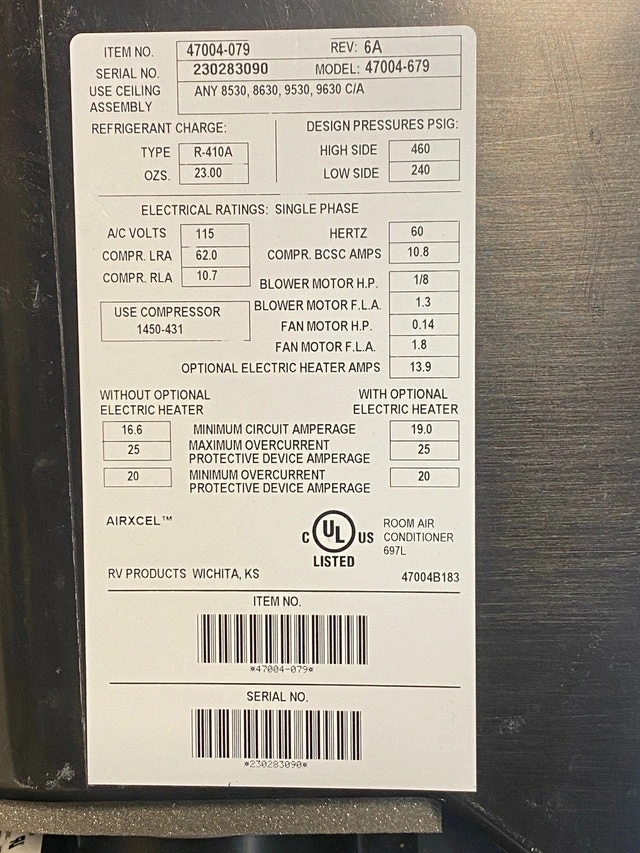 ITEM NO. 47004-079 REV: 6A
SERIAL NO. 230283090 MODEL: 47004-679
USE CEILING ASSEMBLY ANY 8530, 8630, 9530, 9630 C/A
REFRIGERANT CHARGE: DESIGN PRESSURES PSIG:
TYPE R-410A HIGH SIDE 460
OZS. 23.00 LOW SIDE 240
ELECTRICAL RATINGS: SINGLE PHASE
A/C VOLTS 115 HERTZ 60
COMPR. LRA 62.0 COMPR. BCSC AMPS 10.8
COMPR. RLA 10.7 BLOWER MOTOR H.P. 1/8
USE COMPRESSOR BLOWER MOTOR F.L.A. 1.3
1450-431 FAN MOTOR H.P. 0.14
FAN MOTOR F.L.A. 1.8
OPTIONAL ELECTRIC HEATER AMPS 13.9
WITHOUT OPTIONAL WITH OPTIONAL
ELECTRIC HEATER ELECTRIC HEATER
16.6 MINIMUM CIRCUIT AMPERAGE 19.0
25 MAXIMUM OVERCURRENT PROTECTIVE DEVICE AMPERAGE 25
20 MINIMUM OVERCURRENT PROTECTIVE DEVICE AMPERAGE 20
AIRXCEL™
C UL US
LISTED
ROOM AIR
CONDITIONER
697L
RV PRODUCTS WICHITA, KS 47004B183
ITEM NO.
*47004-079*
SERIAL NO.
*230283090*